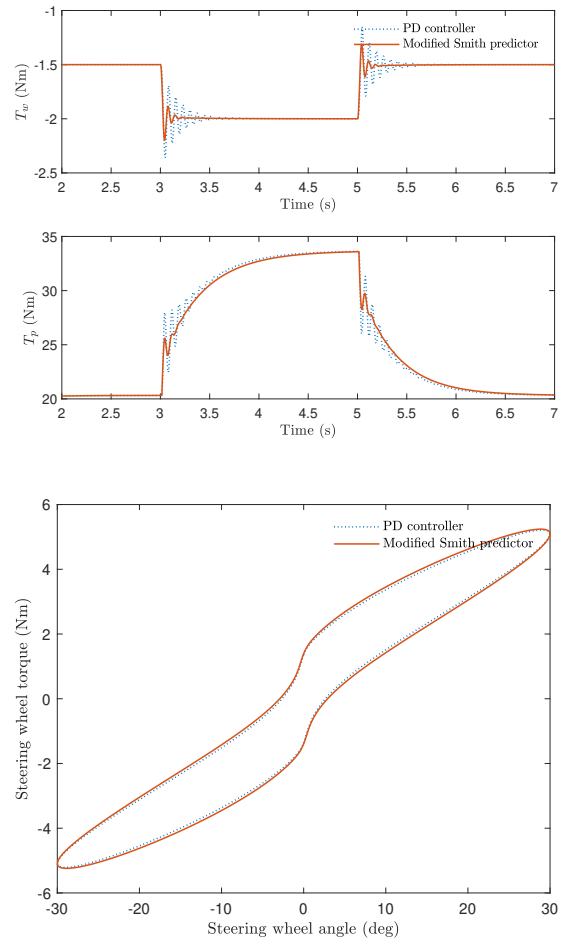 -1
-1.5
-2
-2.5
T_w (Nm)
PD controller
Modified Smith predictor
2 2.5 3 3.5 4 4.5 5 5.5 6 6.5 7
Time (s)
35
30
25
20
T_p (Nm)
2 2.5 3 3.5 4 4.5 5 5.5 6 6.5 7
Time (s)
6
4
2
0
-2
-4
-6
Steering wheel torque (Nm)
PD controller
Modified Smith predictor
-30 -20 -10 0 10 20 30
Steering wheel angle (deg)